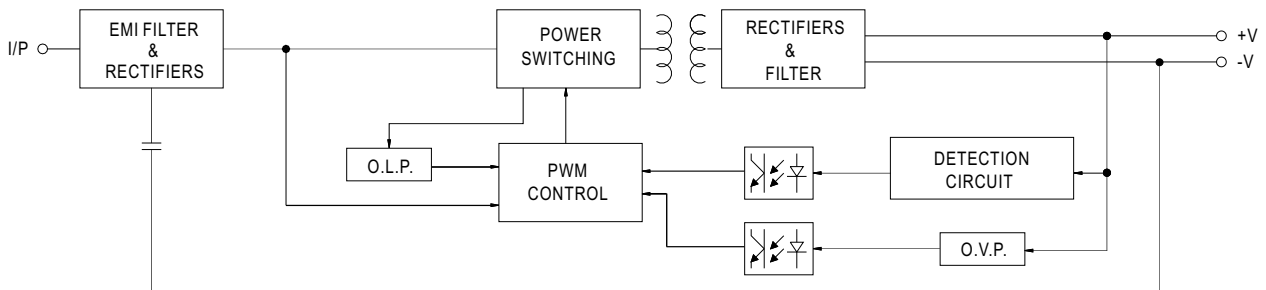 I/P
EMI FILTER
&
RECTIFIERS
POWER
SWITCHING
RECTIFIERS
&
FILTER
+V
-V
O.L.P.
PWM
CONTROL
DETECTION
CIRCUIT
O.V.P.